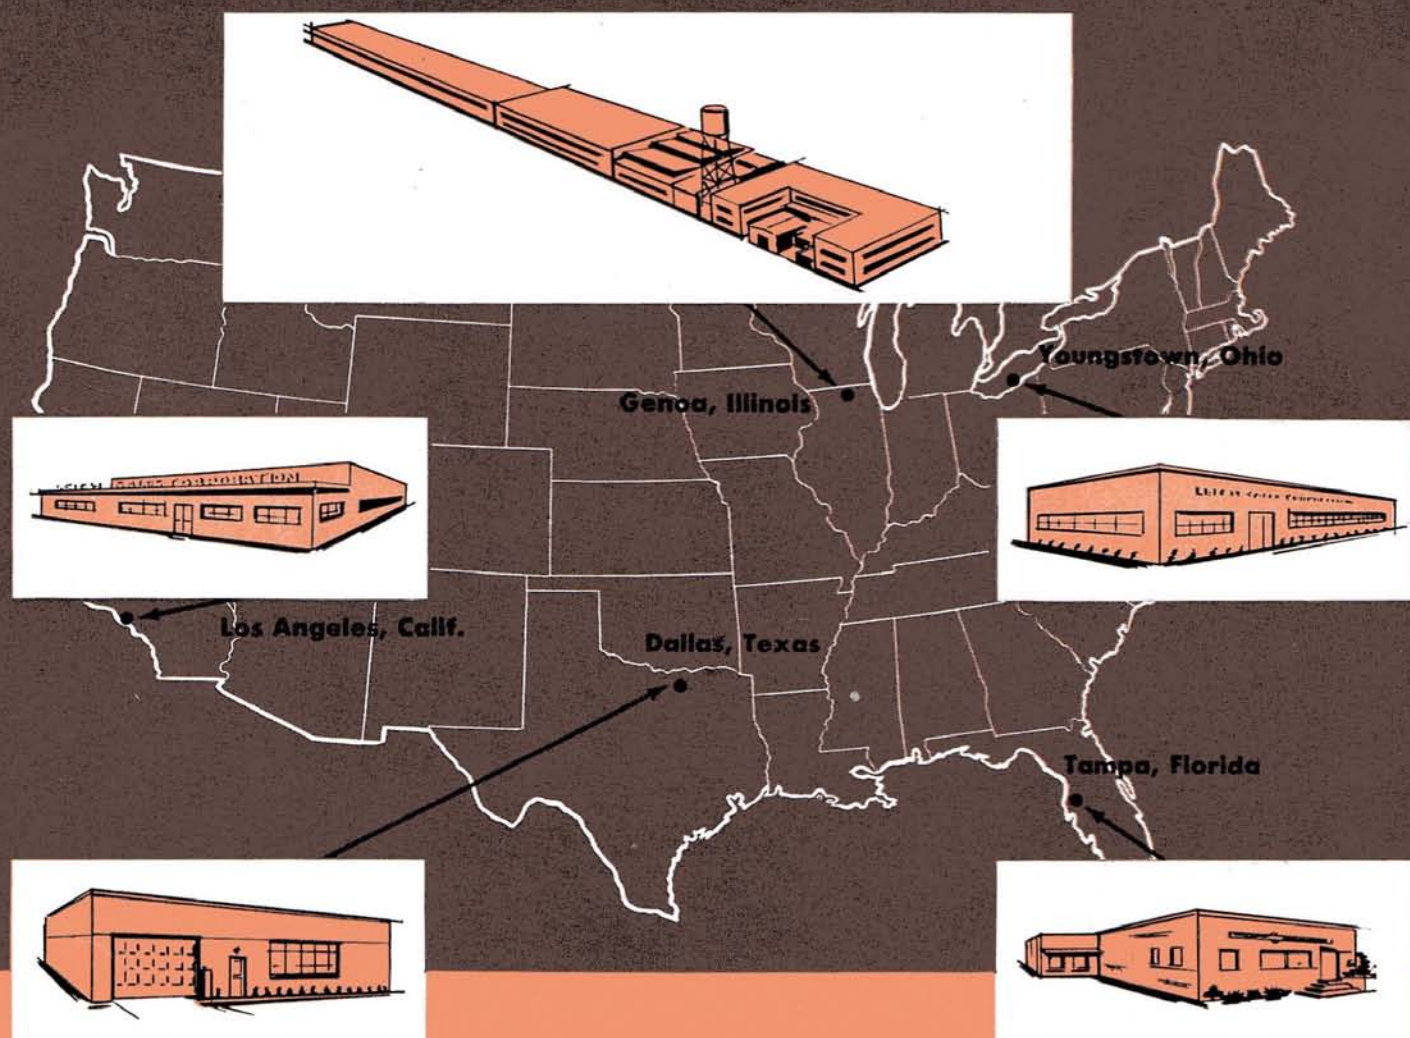 Youngstown, Ohio
Genoa, Illinois
CORPORATION
Los Angeles, Calif.
Dallas, Texas
Tampa, Florida